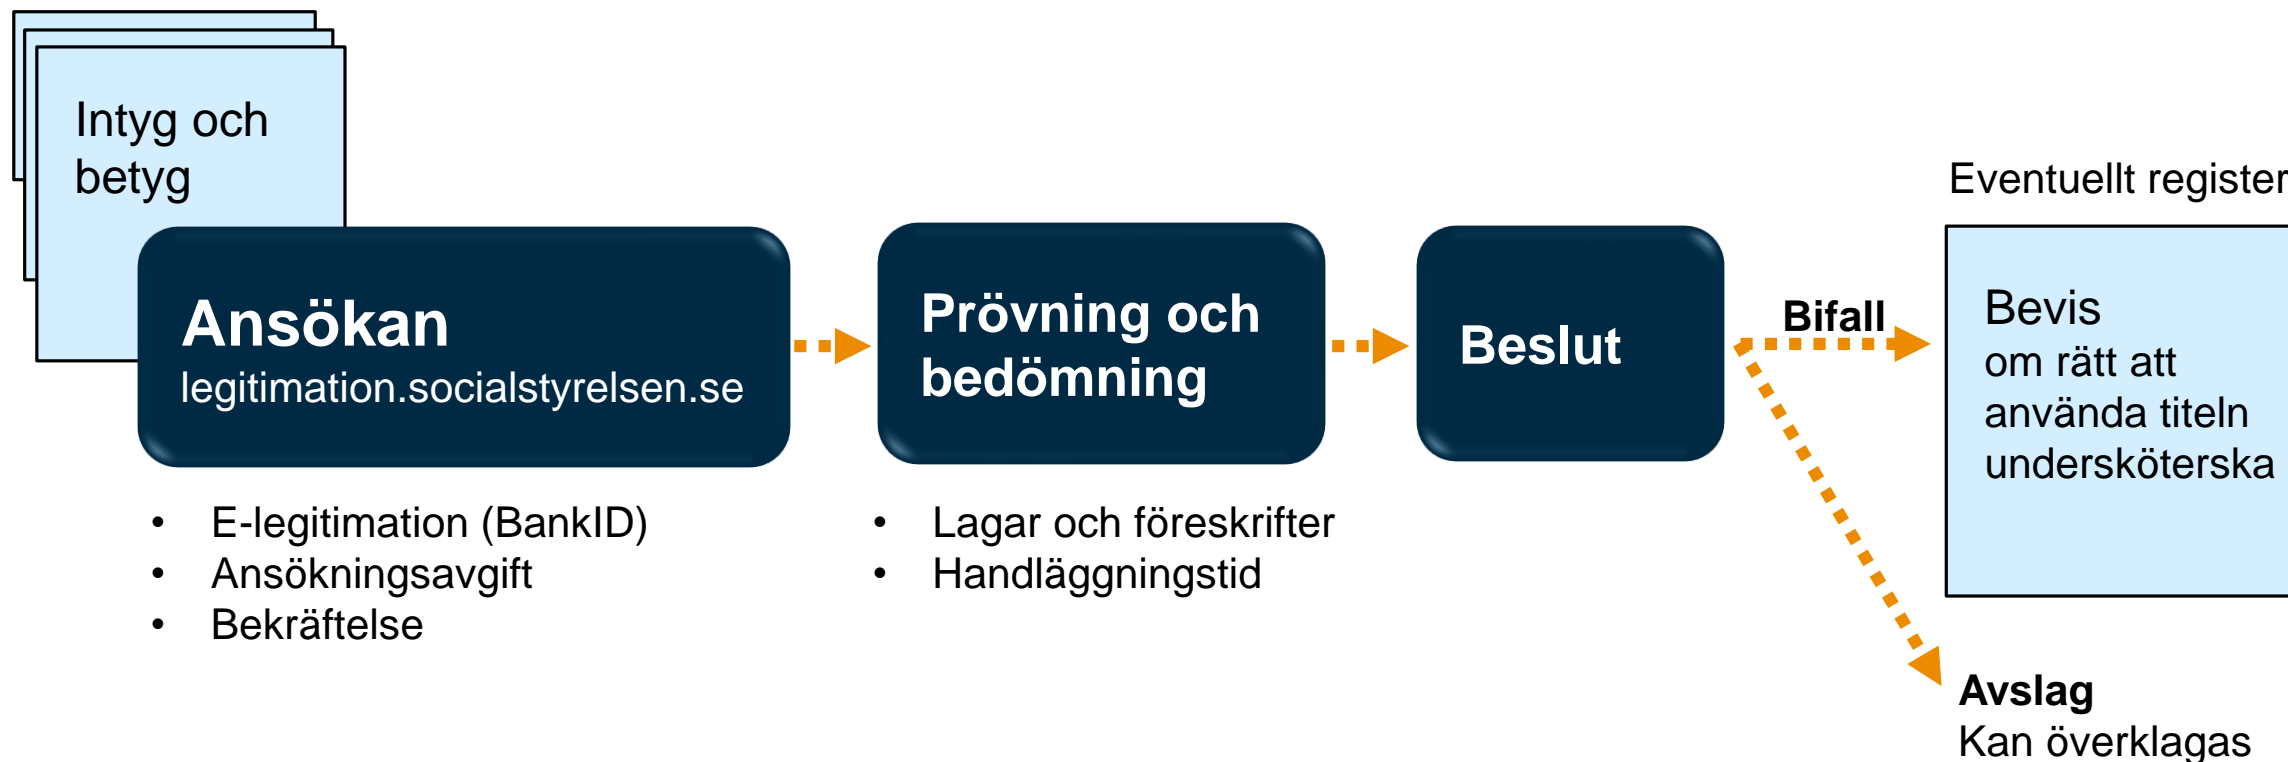 Intyg och
betyg
Ansökan
legitimation.socialstyrelsen.se
• E-legitimation (BankID)
• Ansökningsavgift
• Bekräftelse
Prövning och
bedömning
• Lagar och föreskrifter
• Handläggningstid
Beslut
Bifall
Eventuellt register
Bevis
om rätt att
använda titeln
undersköterska
Avslag
Kan överklagas